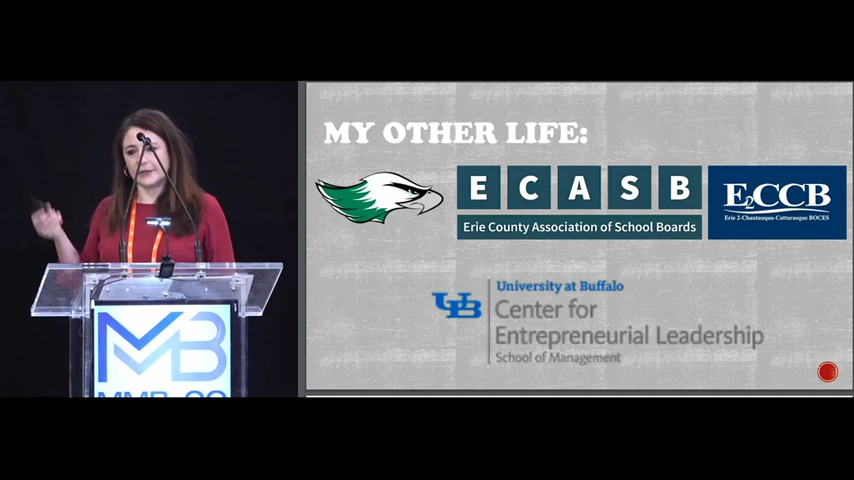 MY OTHER LIFE:
E C A S B
Erie County Association of School Boards
E2CCB
Erie 2-Chautauqua-Cattaraugus BOCES
UB
University at Buffalo
Center for
Entrepreneurial Leadership
School of Management
MB